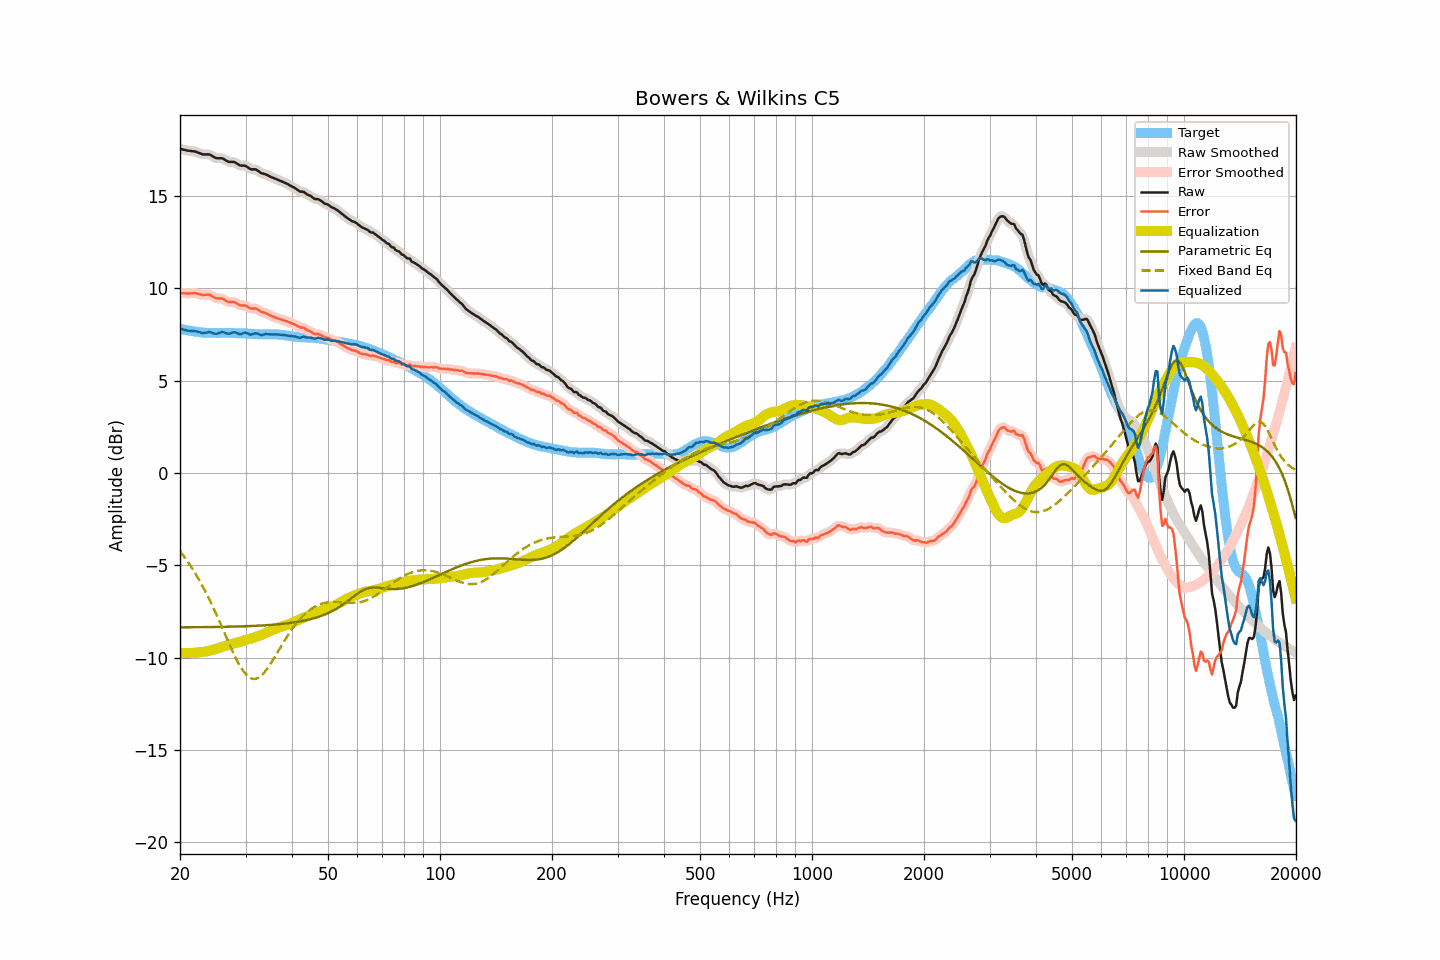 Bowers & Wilkins C5
Target
Raw Smoothed
Error Smoothed
Raw
Error
Equalization
Parametric Eq
Fixed Band Eq
Equalized
Amplitude (dBr)
15
10
5
0
−5
−10
−15
−20
20 50 100 200 500 1000 2000 5000 10000 20000
Frequency (Hz)